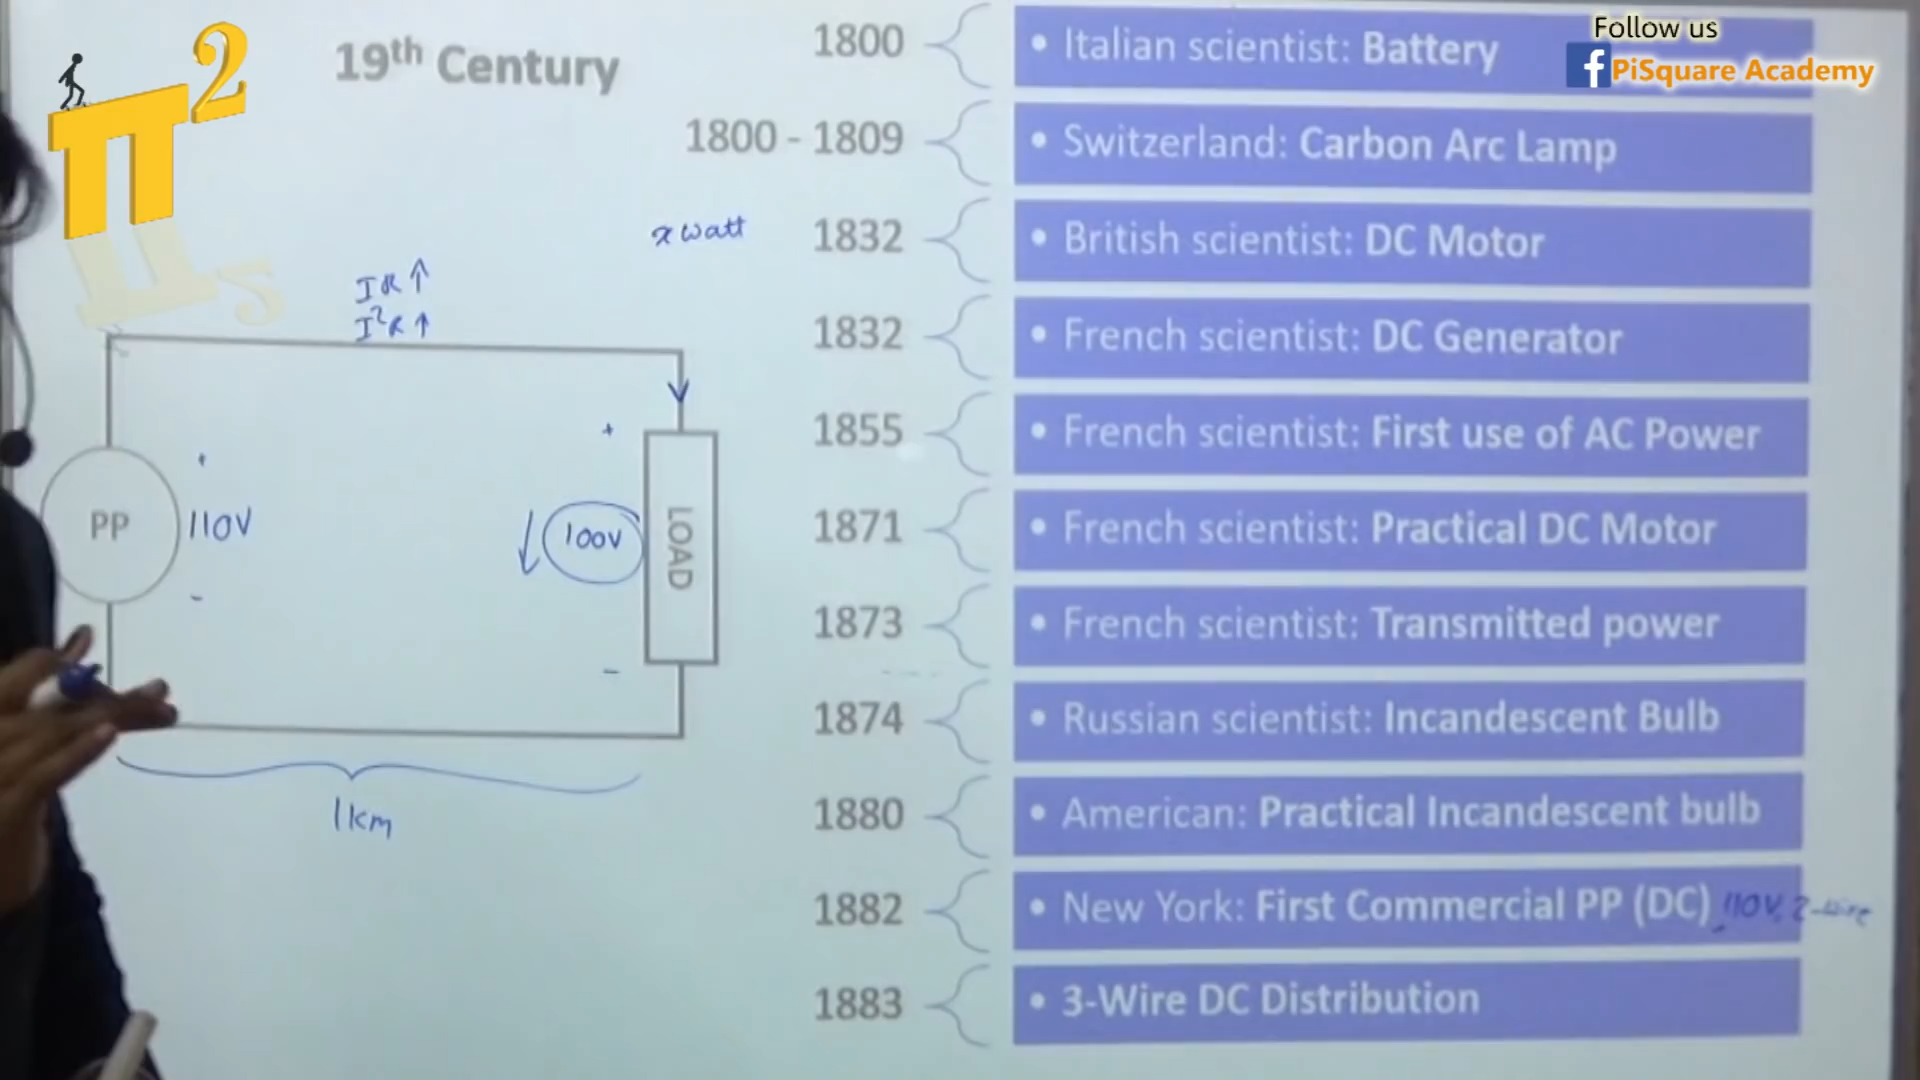 π²
19th Century
Follow us
f PiSquare Academy
1800
• Italian scientist: Battery
1800 - 1809
• Switzerland: Carbon Arc Lamp
x watt
1832
• British scientist: DC Motor
IR ↑
I²R ↑
1832
• French scientist: DC Generator
1855
• French scientist: First use of AC Power
1871
• French scientist: Practical DC Motor
1873
• French scientist: Transmitted power
1874
• Russian scientist: Incandescent Bulb
1880
• American: Practical Incandescent bulb
1882
• New York: First Commercial PP (DC), 110V, 2-wire
1883
• 3-Wire DC Distribution
+
+
PP
110V
↓ 100V
LOAD
-
-
1km